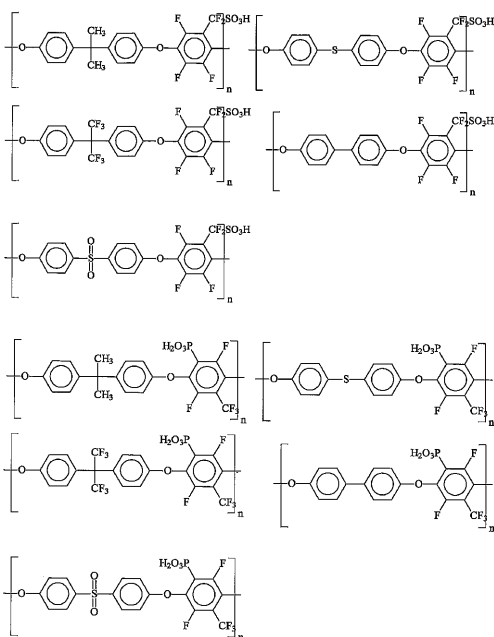 CH₃ F CF₂SO₃H
O O
CH₃ F F
n
F CF₂SO₃H
O S O
F F
n
CF₃ F CF₂SO₃H
O O
CF₃ F F
n
F CF₂SO₃H
O O
F F
n
O F CF₂SO₃H
O S O
O F F
n
CH₃ H₂O₃P F
O O
CH₃ F CF₃
n
H₂O₃P F
O S O
F CF₃
n
CF₃ H₂O₃P F
O O
CF₃ F CF₃
n
H₂O₃P F
O O
F CF₃
n
O H₂O₃P F
O S O
O F CF₃
n